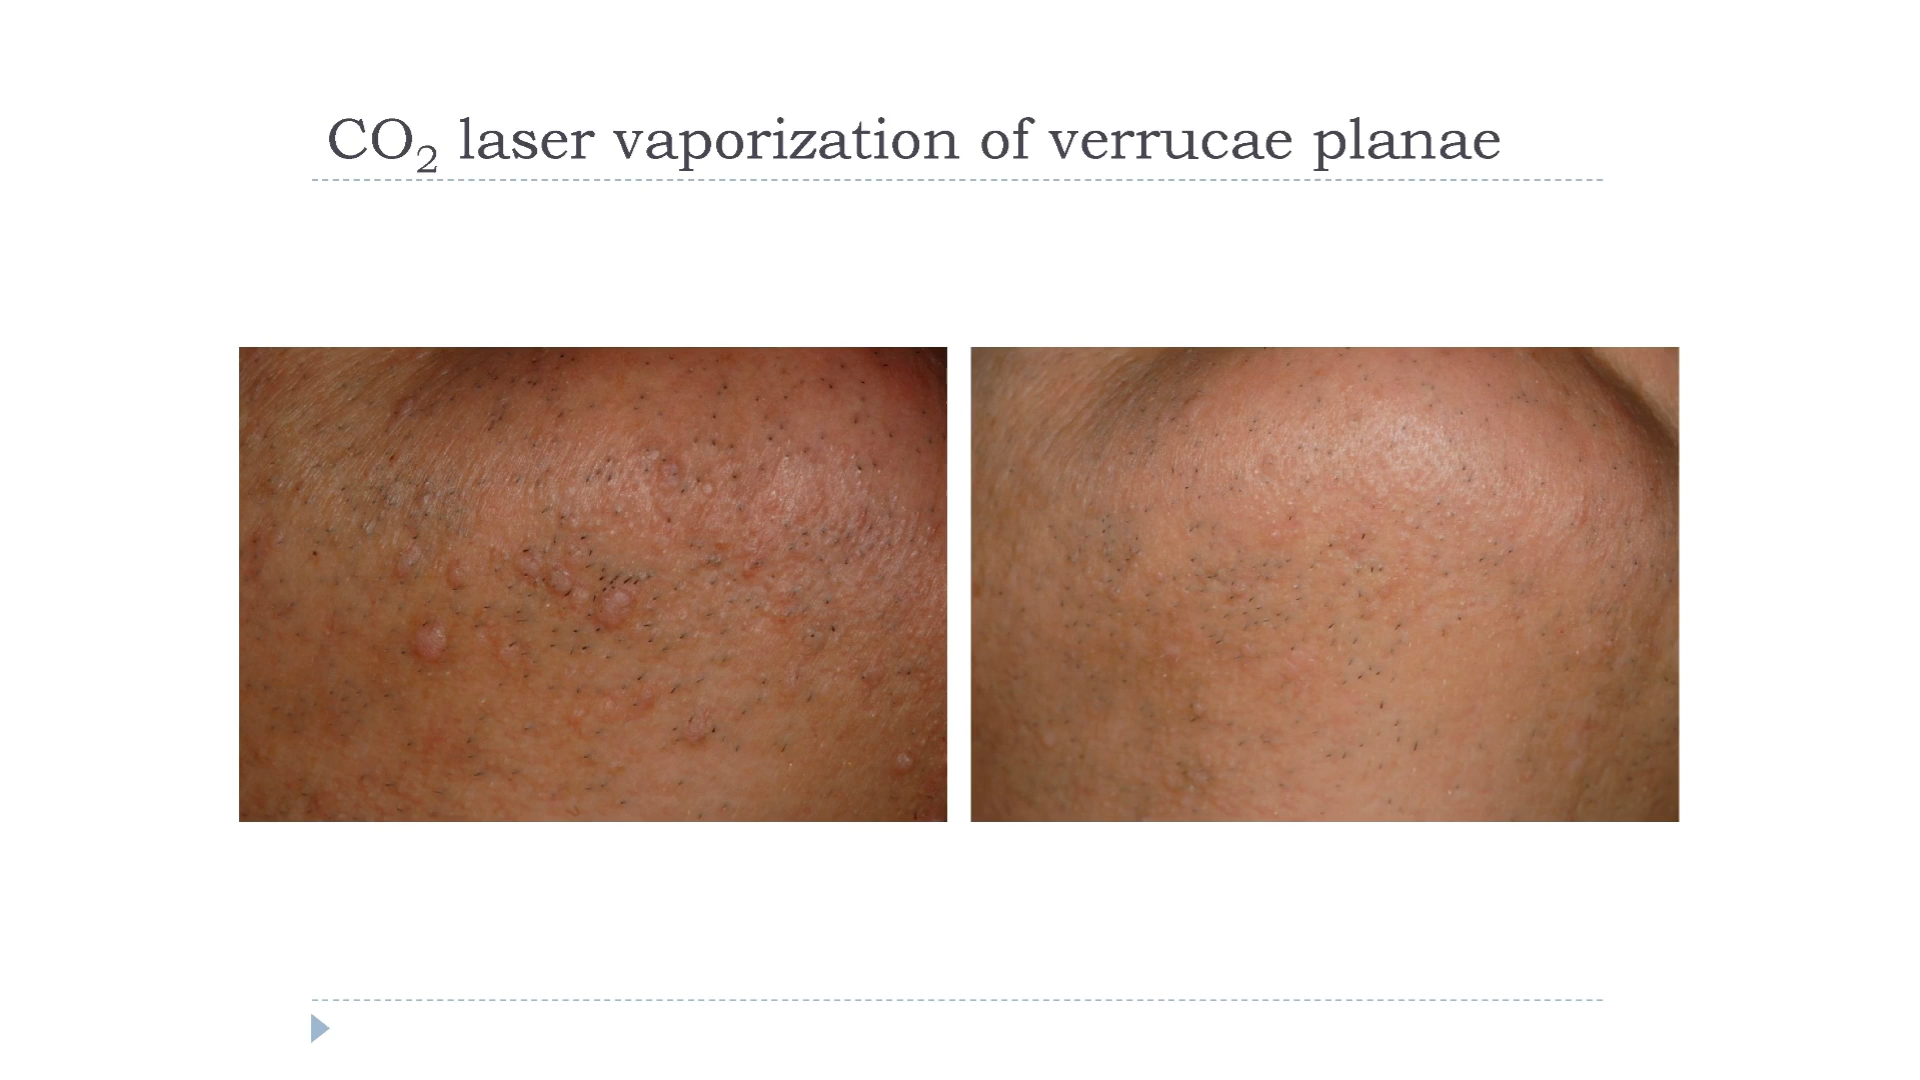 CO₂ laser vaporization of verrucae planae